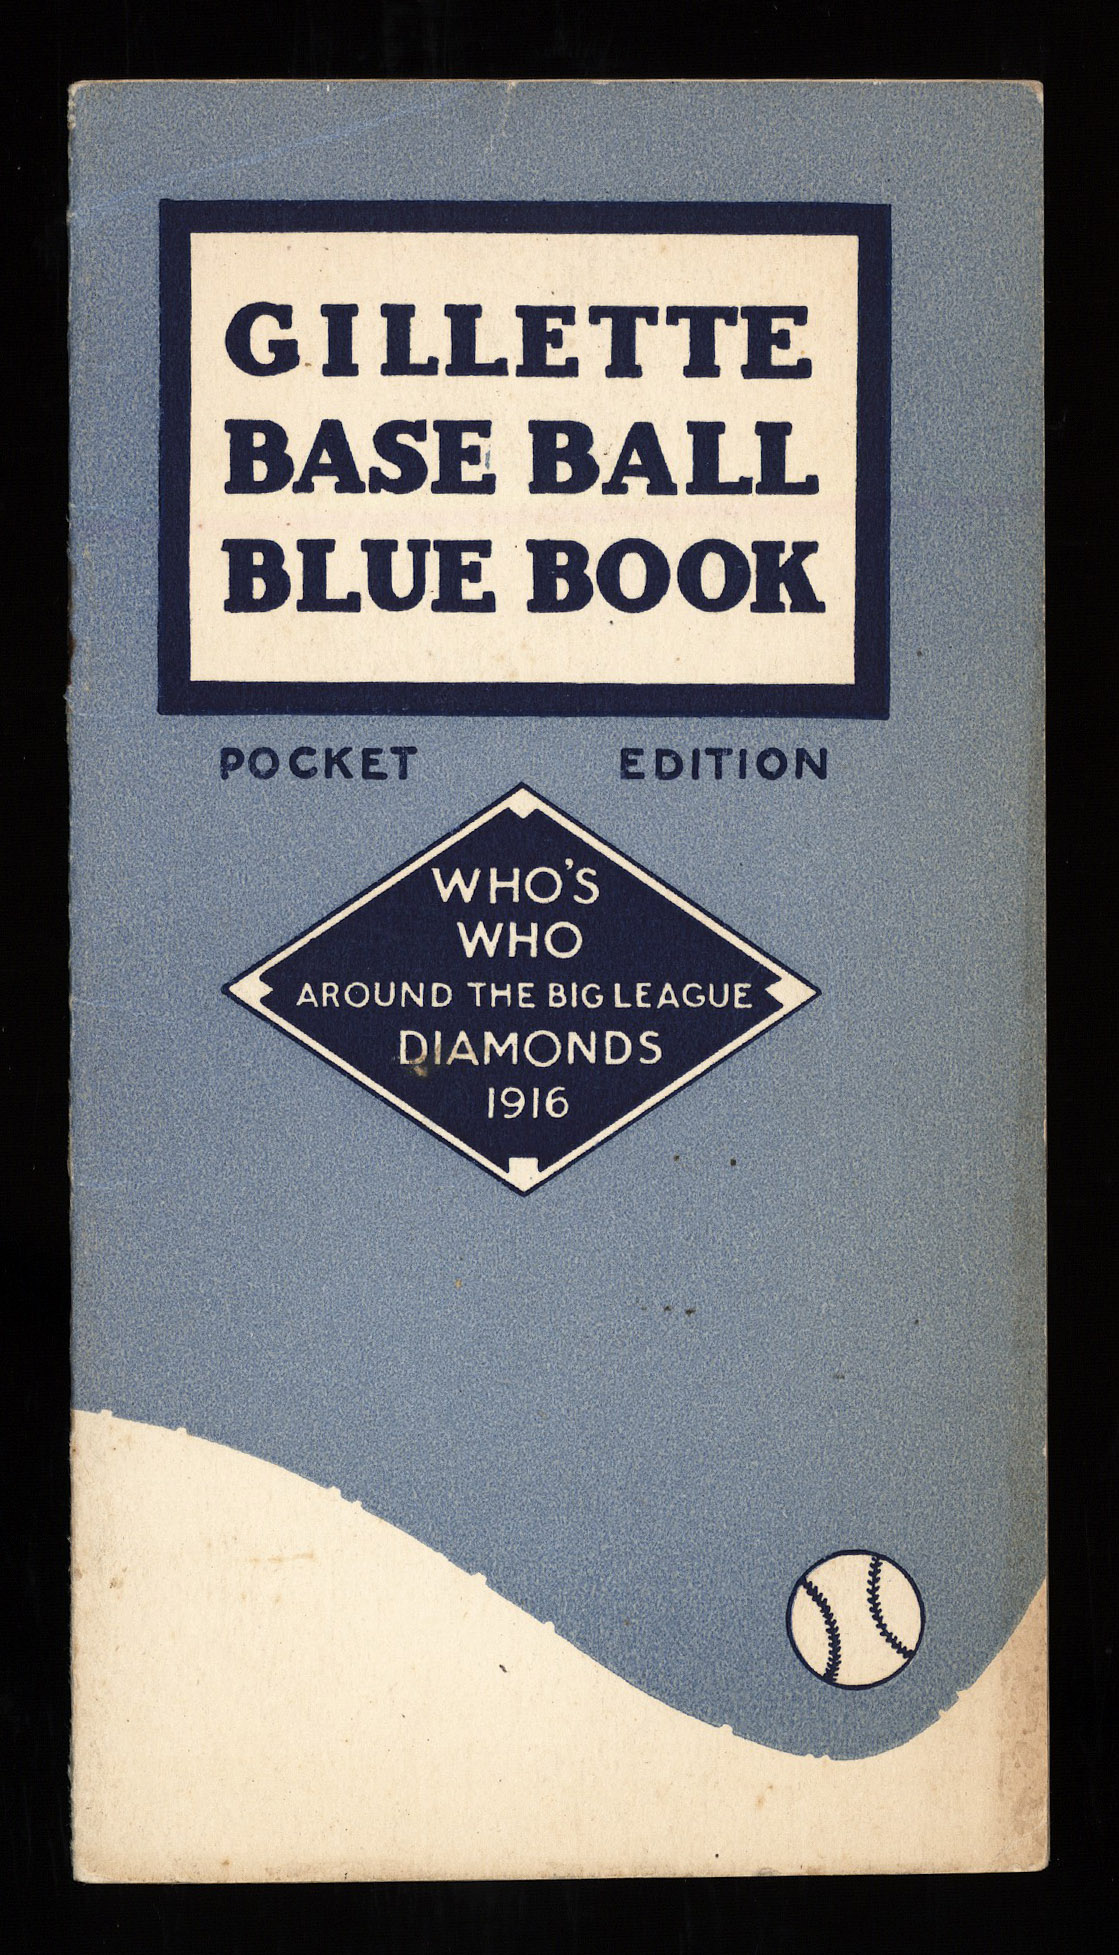 GILLETTE
BASE BALL
BLUE BOOK
POCKET EDITION
WHO'S
WHO
AROUND THE BIG LEAGUE
DIAMONDS
1916